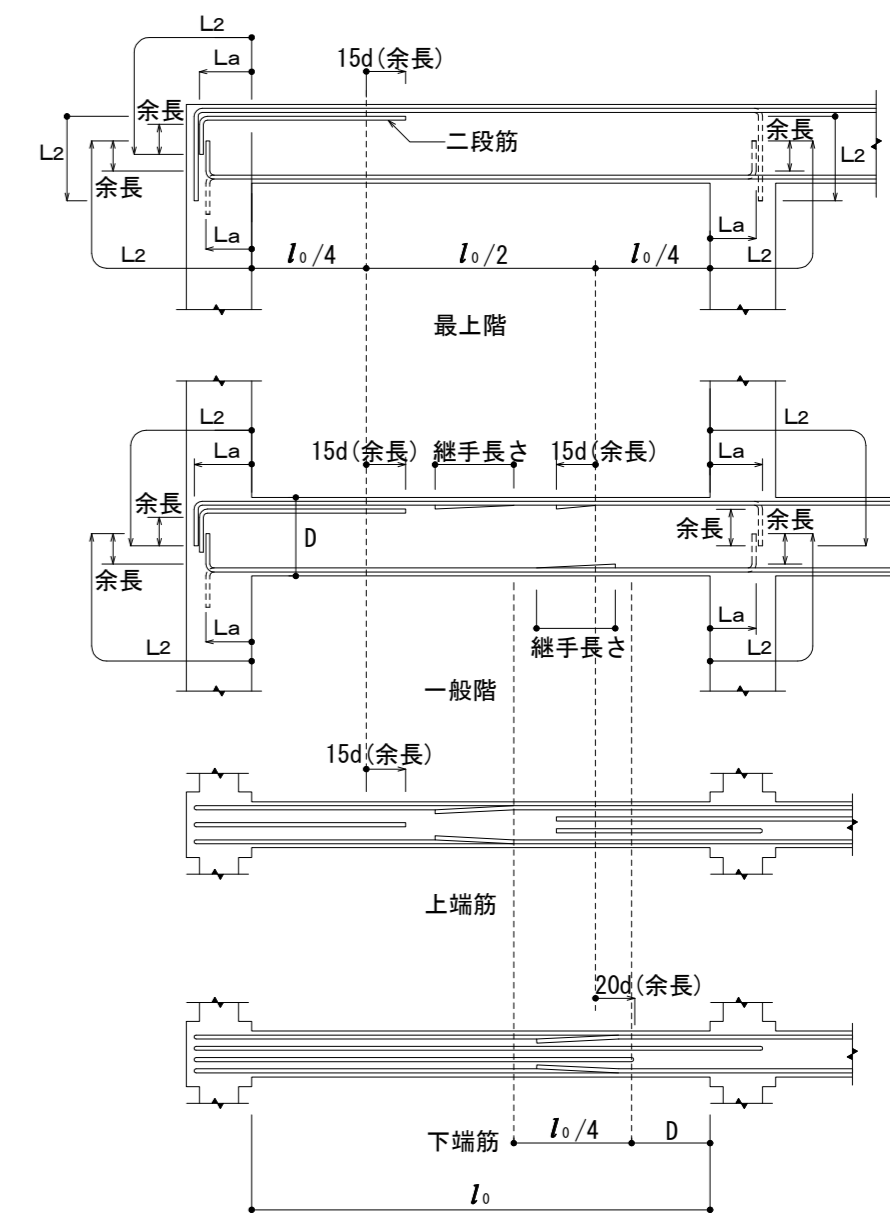 L2
La
15d(余長)
余長
余長
L2
二段筋
L2
余長
La
La
L2
l₀/4
l₀/2
l₀/4
L2
最上階
L2
L2
La
15d(余長)
継手長さ
15d(余長)
La
余長
D
余長
余長
余長
La
La
L2
継手長さ
L2
一般階
15d(余長)
上端筋
20d(余長)
下端筋
l₀/4
D
l₀